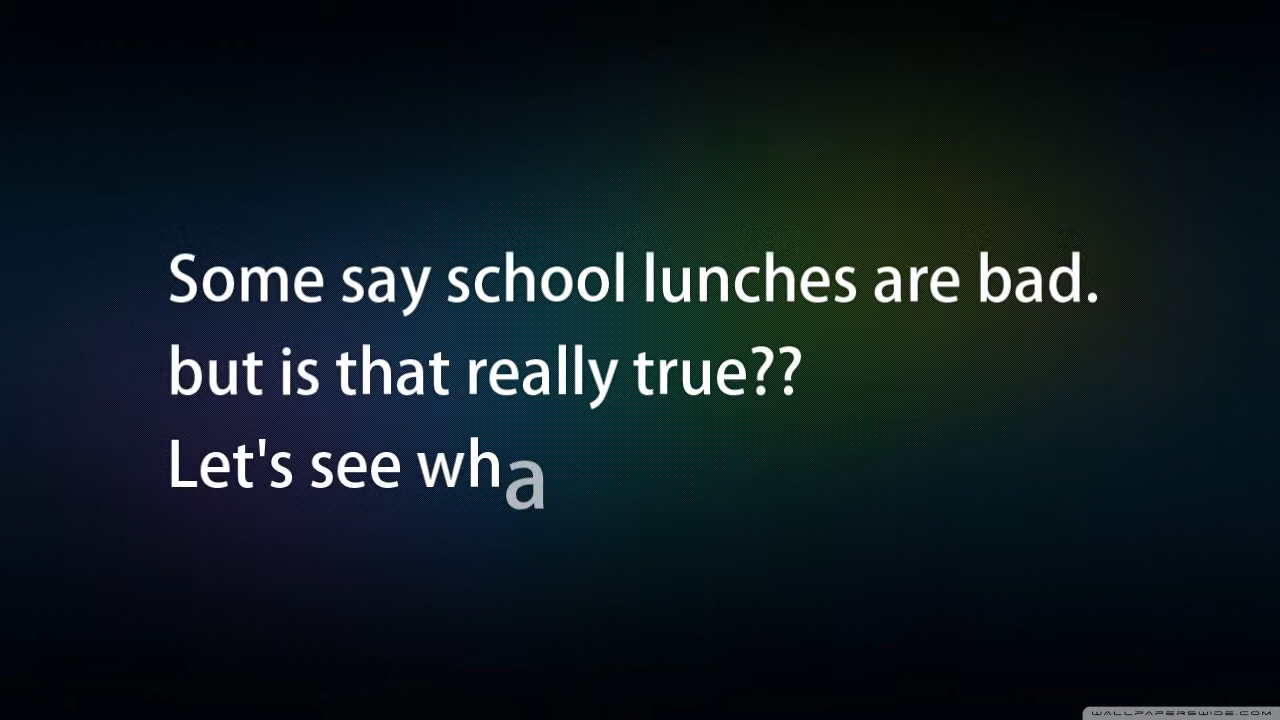 Some say school lunches are bad.
but is that really true??
Let's see wha
WALLPAPERSWIDE.COM